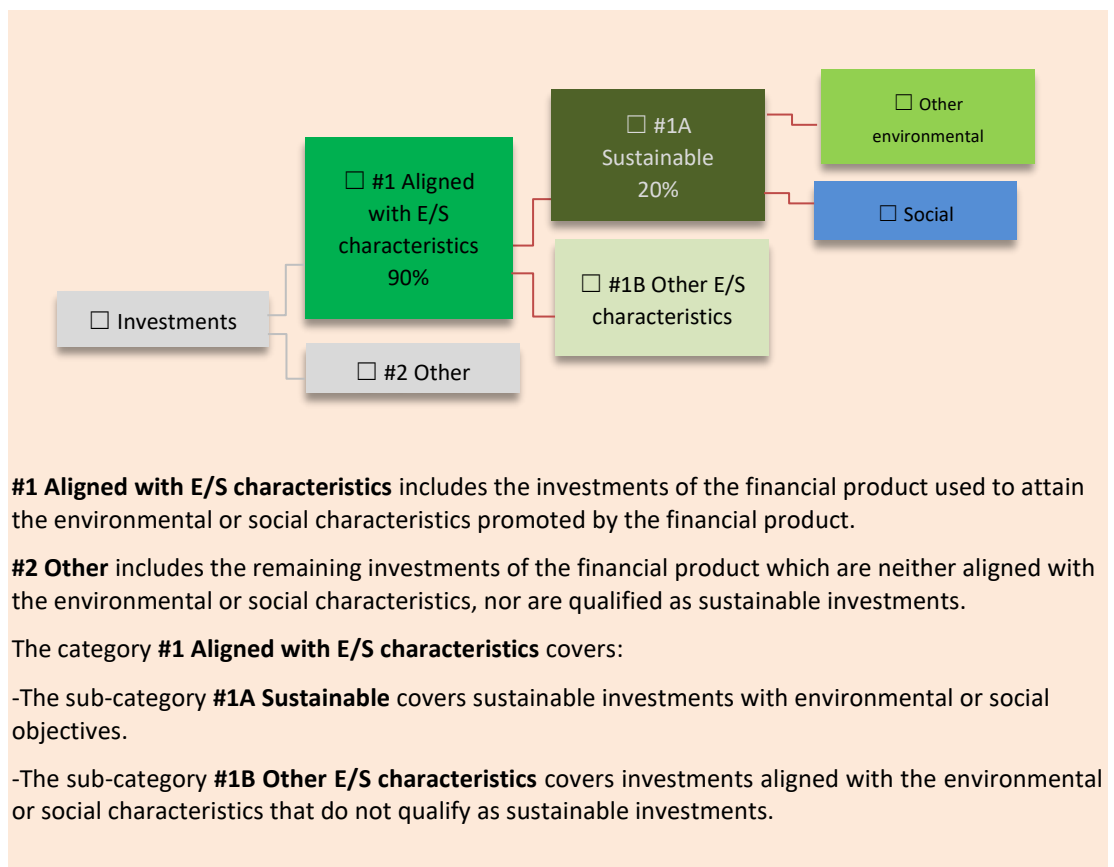 ☐ Other
environmental
☐ #1A
Sustainable
20%
☐ #1 Aligned
with E/S
characteristics
90%
☐ Social
☐ #1B Other E/S
characteristics
☐ Investments
☐ #2 Other
#1 Aligned with E/S characteristics includes the investments of the financial product used to attain
the environmental or social characteristics promoted by the financial product.
#2 Other includes the remaining investments of the financial product which are neither aligned with
the environmental or social characteristics, nor are qualified as sustainable investments.
The category #1 Aligned with E/S characteristics covers:
-The sub-category #1A Sustainable covers sustainable investments with environmental or social
objectives.
-The sub-category #1B Other E/S characteristics covers investments aligned with the environmental
or social characteristics that do not qualify as sustainable investments.